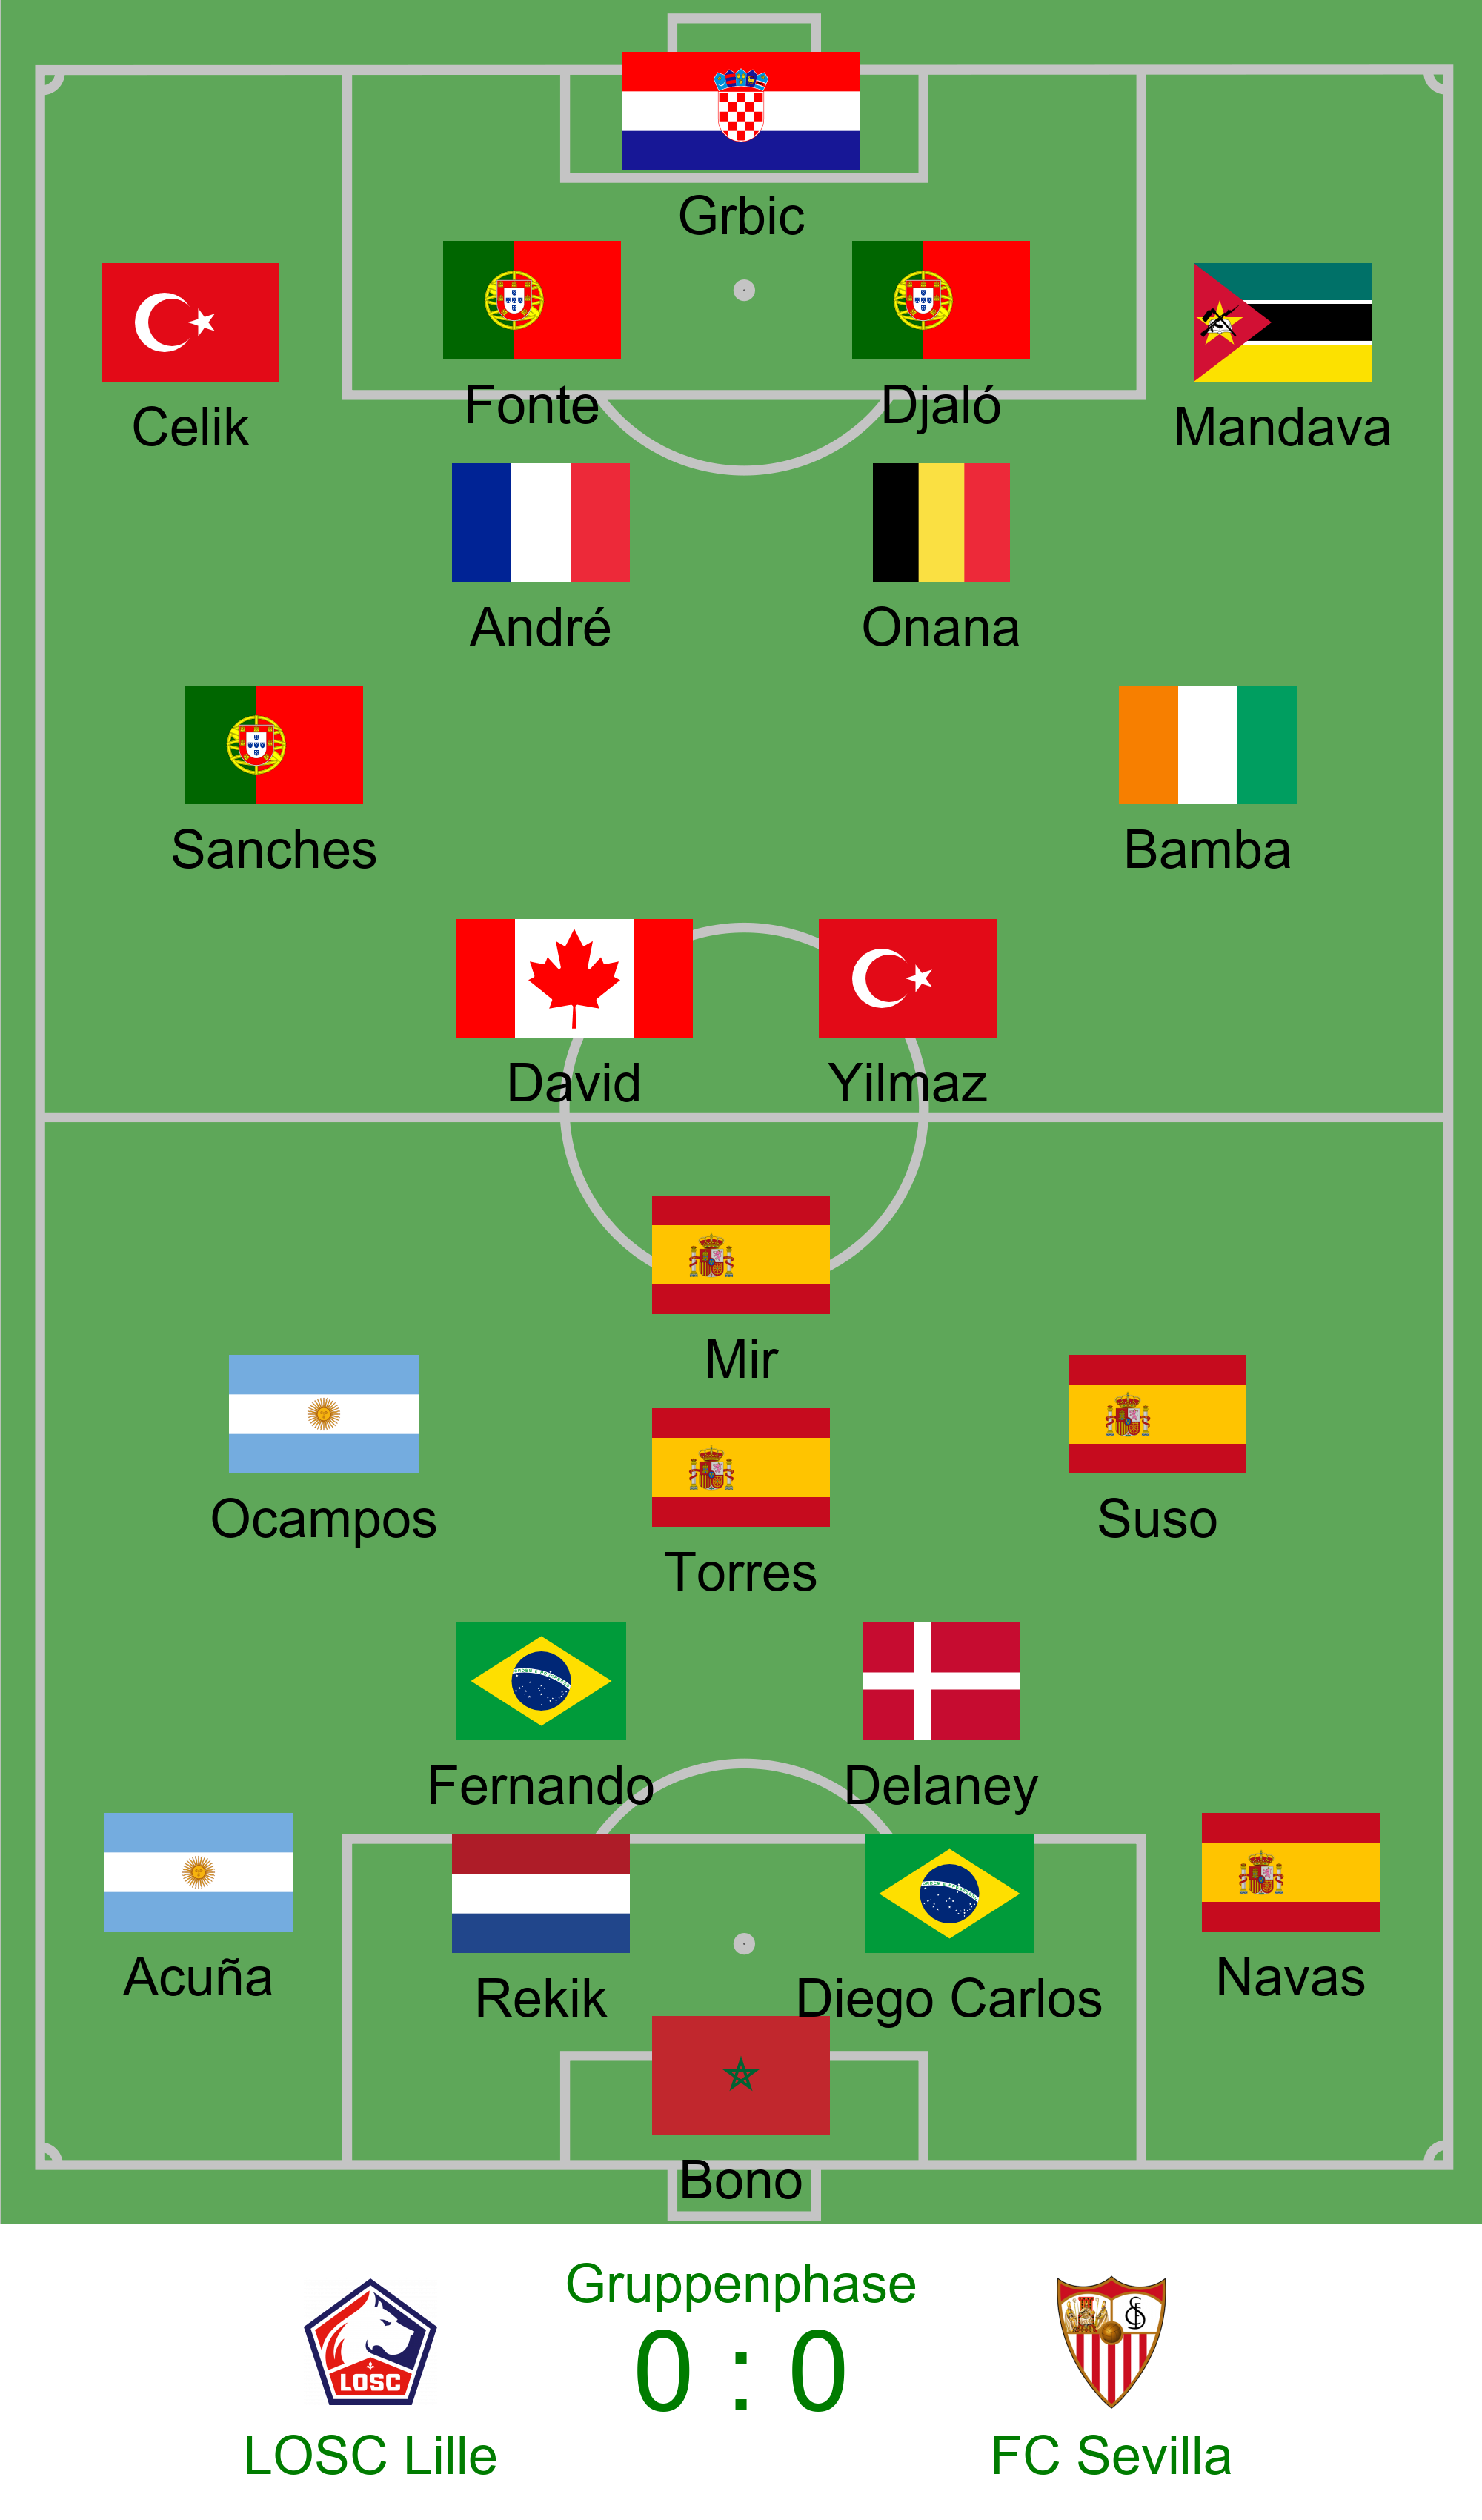 Grbic
Celik
Fonte
Djaló
Mandava
André
Onana
Sanches
Bamba
David
Yilmaz
Mir
Ocampos
Torres
Suso
Fernando
Delaney
Acuña
Rekik
Diego Carlos
Navas
Bono
Gruppenphase
0 : 0
LOSC
LOSC Lille
FC Sevilla